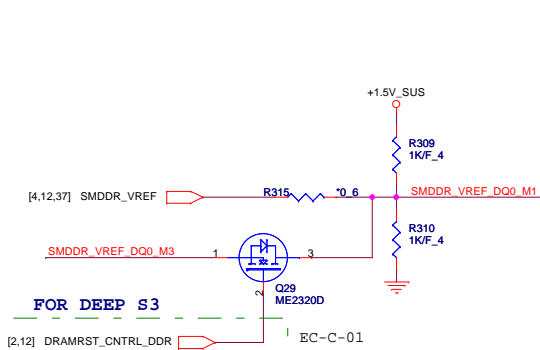 +1.5V_SUS
R309
1K/F_4
[4,12,37] SMDDR_VREF
R315 *0_6
SMDDR_VREF_DQ0_M1
R310
1K/F_4
SMDDR_VREF_DQ0_M3
1
3
2
Q29
ME2320D
FOR DEEP S3
[2,12] DRAMRST_CNTRL_DDR
EC-C-01